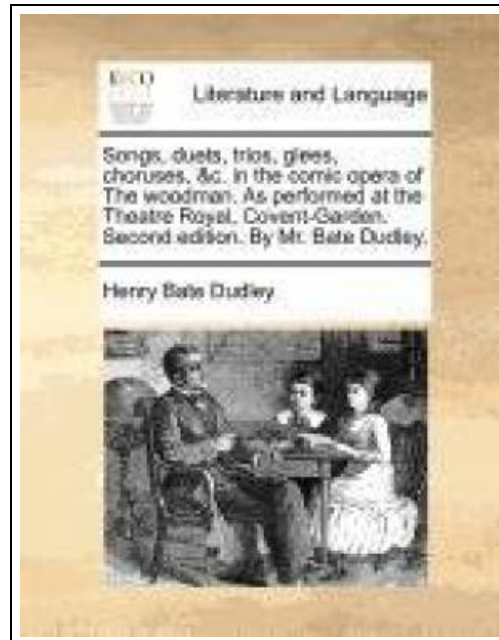 ECCO
Literature and Language
Songs, duets, trios, glees,
choruses, &c. in the comic opera of
The woodman. As performed at the
Theatre Royal, Covent-Garden.
Second edition. By Mr. Bate Dudley.
Henry Bate Dudley